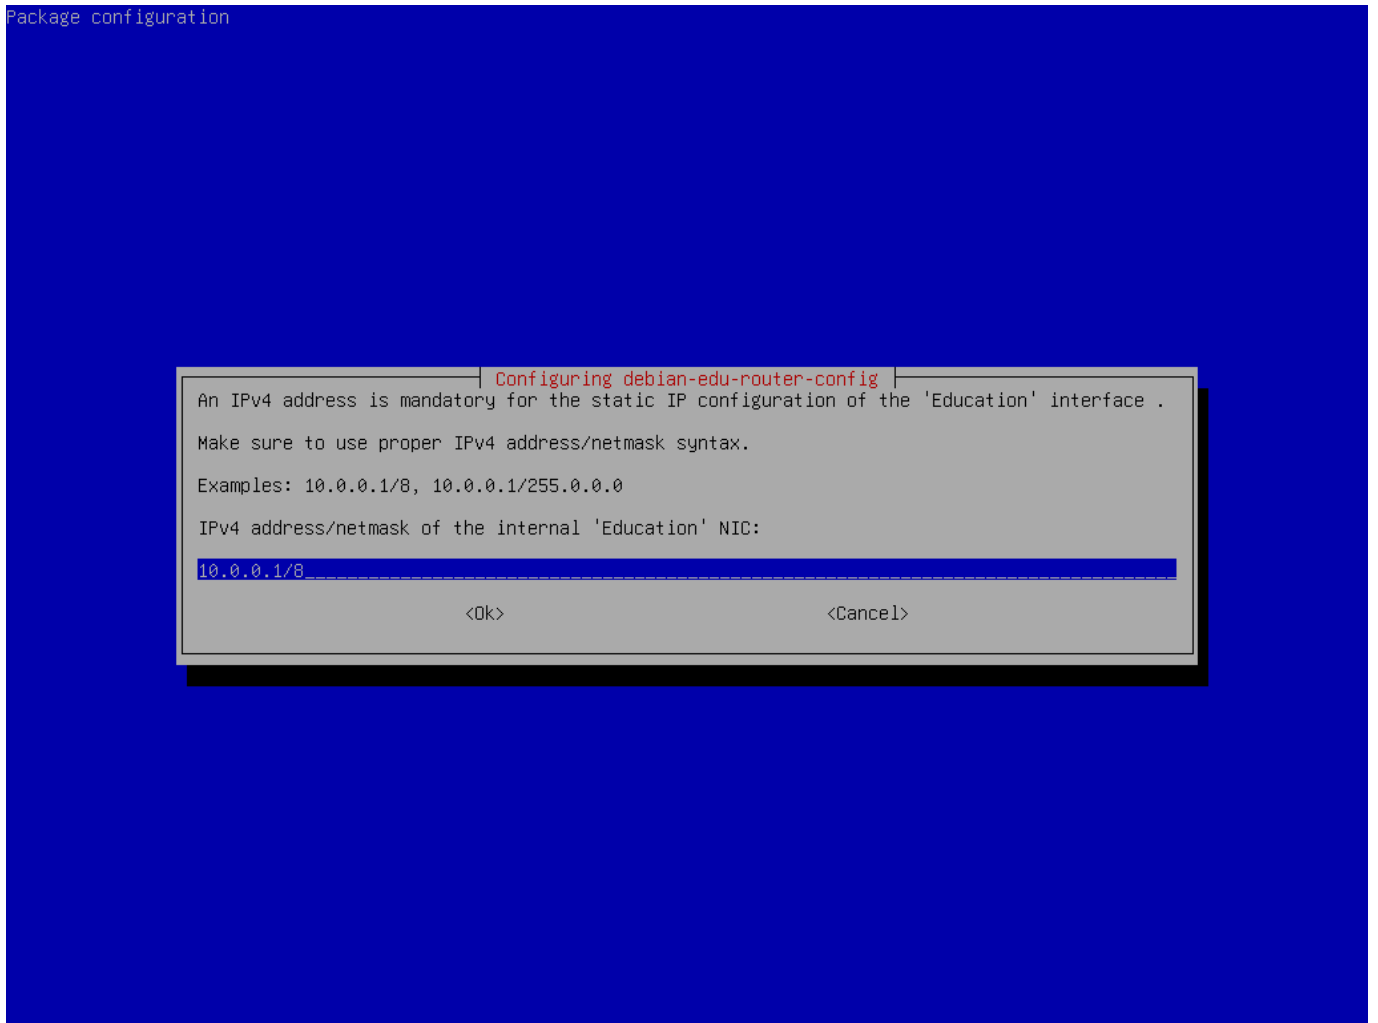 Package configuration
Configuring debian-edu-router-config
An IPv4 address is mandatory for the static IP configuration of the 'Education' interface .
Make sure to use proper IPv4 address/netmask syntax.
Examples: 10.0.0.1/8, 10.0.0.1/255.0.0.0
IPv4 address/netmask of the internal 'Education' NIC:
10.0.0.1/8
<Ok> <Cancel>